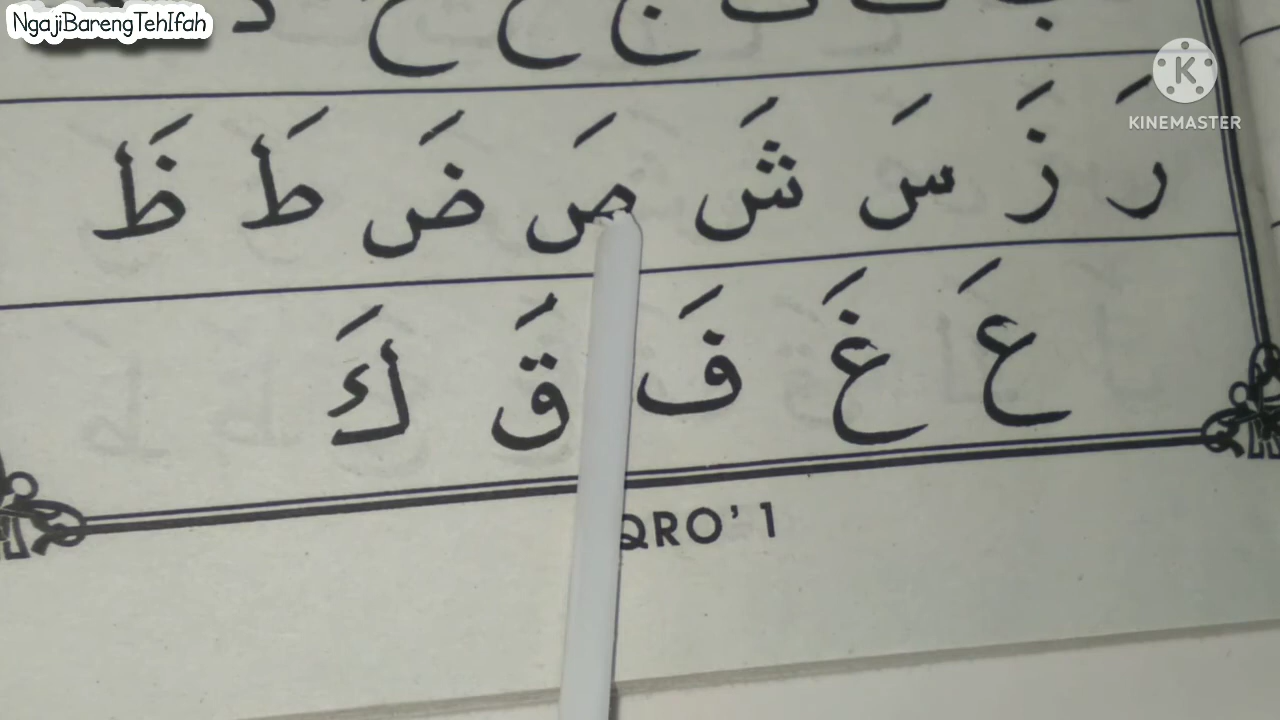 NgajiBarengTehIfah
KINEMASTER
رَ زَ سَ شَ صَ ضَ طَ ظَ
عَ غَ فَ قَ كَ
QRO' 1